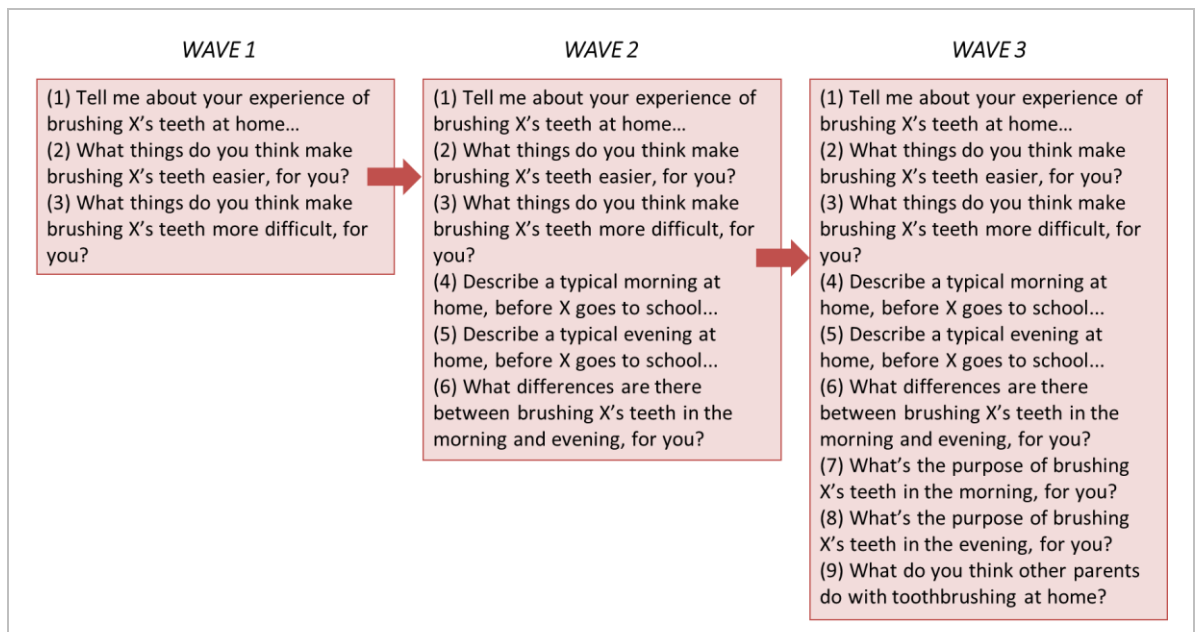 WAVE 1
(1) Tell me about your experience of
brushing X's teeth at home...
(2) What things do you think make
brushing X's teeth easier, for you?
(3) What things do you think make
brushing X's teeth more difficult, for
you?
WAVE 2
(1) Tell me about your experience of
brushing X's teeth at home...
(2) What things do you think make
brushing X's teeth easier, for you?
(3) What things do you think make
brushing X's teeth more difficult, for
you?
(4) Describe a typical morning at
home, before X goes to school...
(5) Describe a typical evening at
home, before X goes to school...
(6) What differences are there
between brushing X's teeth in the
morning and evening, for you?
WAVE 3
(1) Tell me about your experience of
brushing X's teeth at home...
(2) What things do you think make
brushing X's teeth easier, for you?
(3) What things do you think make
brushing X's teeth more difficult, for
you?
(4) Describe a typical morning at
home, before X goes to school...
(5) Describe a typical evening at
home, before X goes to school...
(6) What differences are there
between brushing X's teeth in the
morning and evening, for you?
(7) What's the purpose of brushing
X's teeth in the morning, for you?
(8) What's the purpose of brushing
X's teeth in the evening, for you?
(9) What do you think other parents
do with toothbrushing at home?